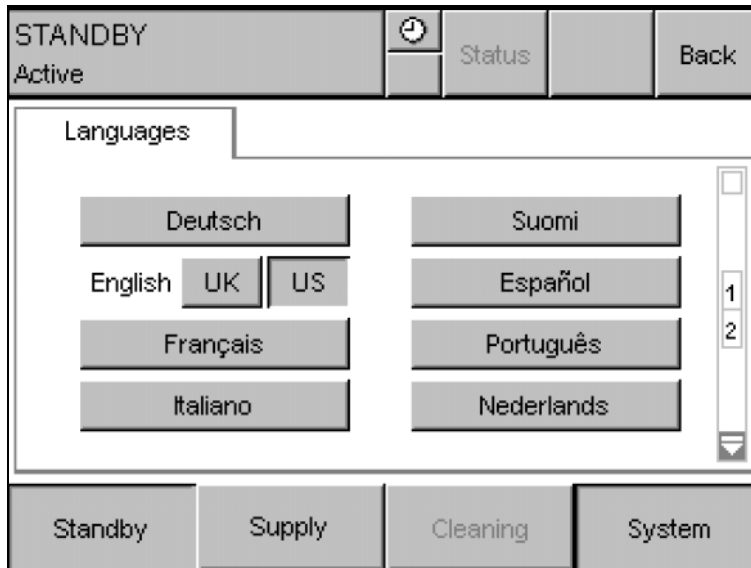 STANDBY
Active
Status
Back
Languages
Deutsch
Suomi
English UK US
Español
Français
Português
Italiano
Nederlands
1
2
Standby
Supply
Cleaning
System